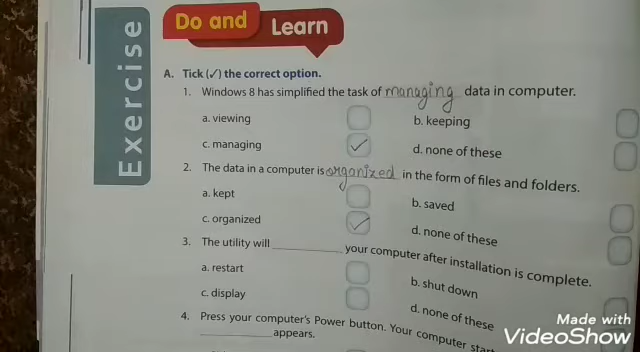 Exercise
Do and Learn
A. Tick (✓) the correct option.
1. Windows 8 has simplified the task of managing data in computer.
a. viewing b. keeping
c. managing ✓ d. none of these
2. The data in a computer is organized in the form of files and folders.
a. kept b. saved
c. organized ✓ d. none of these
3. The utility will __________ your computer after installation is complete.
a. restart b. shut down
c. display d. none of these
4. Press your computer's Power button. Your computer
__________ appears.
Made with
VideoShow